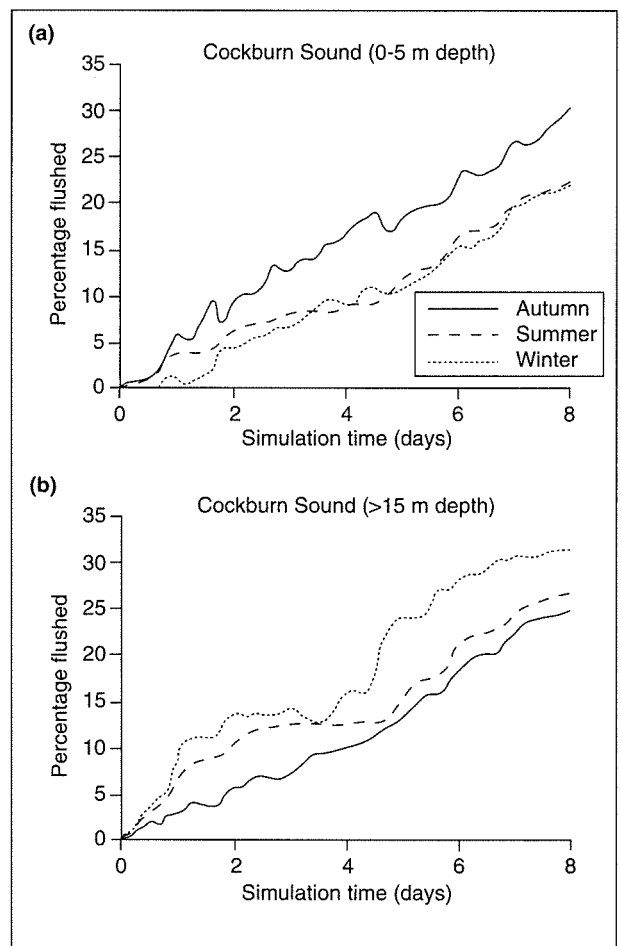 (a)
Cockburn Sound (0-5 m depth)
35
30
25
20
15
10
5
0
Percentage flushed
Autumn
Summer
Winter
0 2 4 6 8
Simulation time (days)
(b)
Cockburn Sound (>15 m depth)
35
30
25
20
15
10
5
0
Percentage flushed
0 2 4 6 8
Simulation time (days)